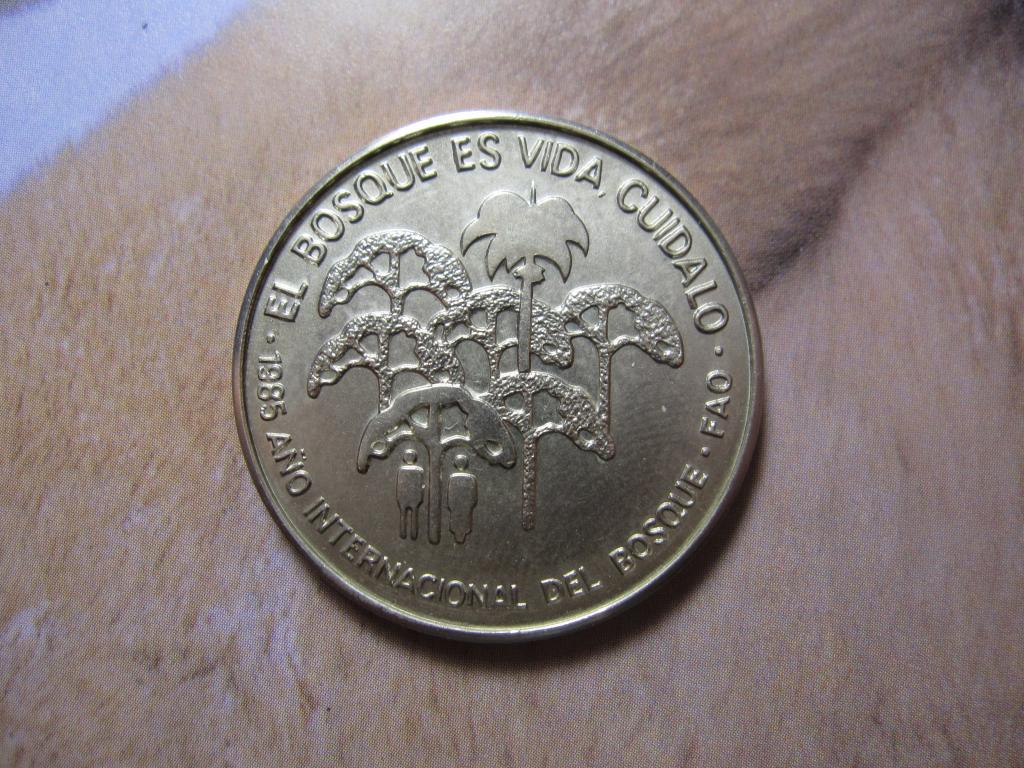 EL BOSQUE ES VIDA, CUIDALO
· 1985 AÑO INTERNACIONAL DEL BOSQUE · FAO ·